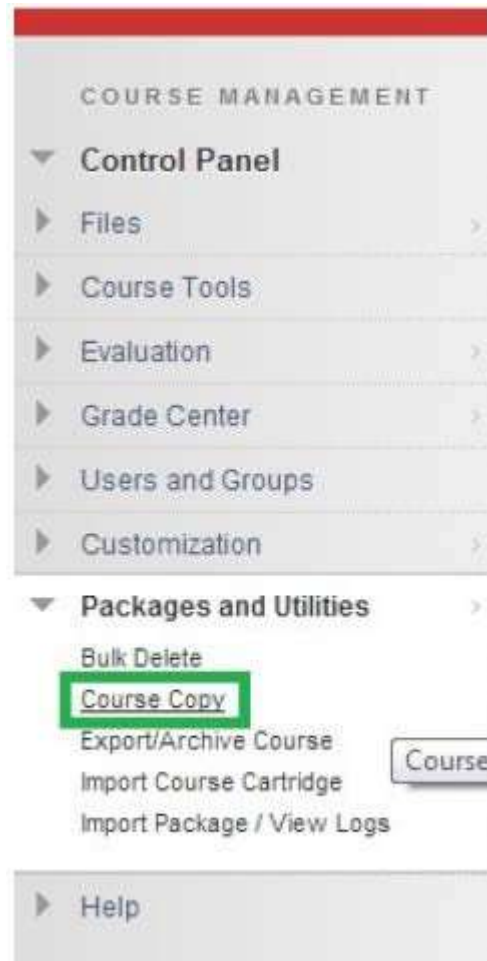 COURSE MANAGEMENT
Control Panel
Files
Course Tools
Evaluation
Grade Center
Users and Groups
Customization
Packages and Utilities
Bulk Delete
Course Copy
Export/Archive Course
Course
Import Course Cartridge
Import Package / View Logs
Help